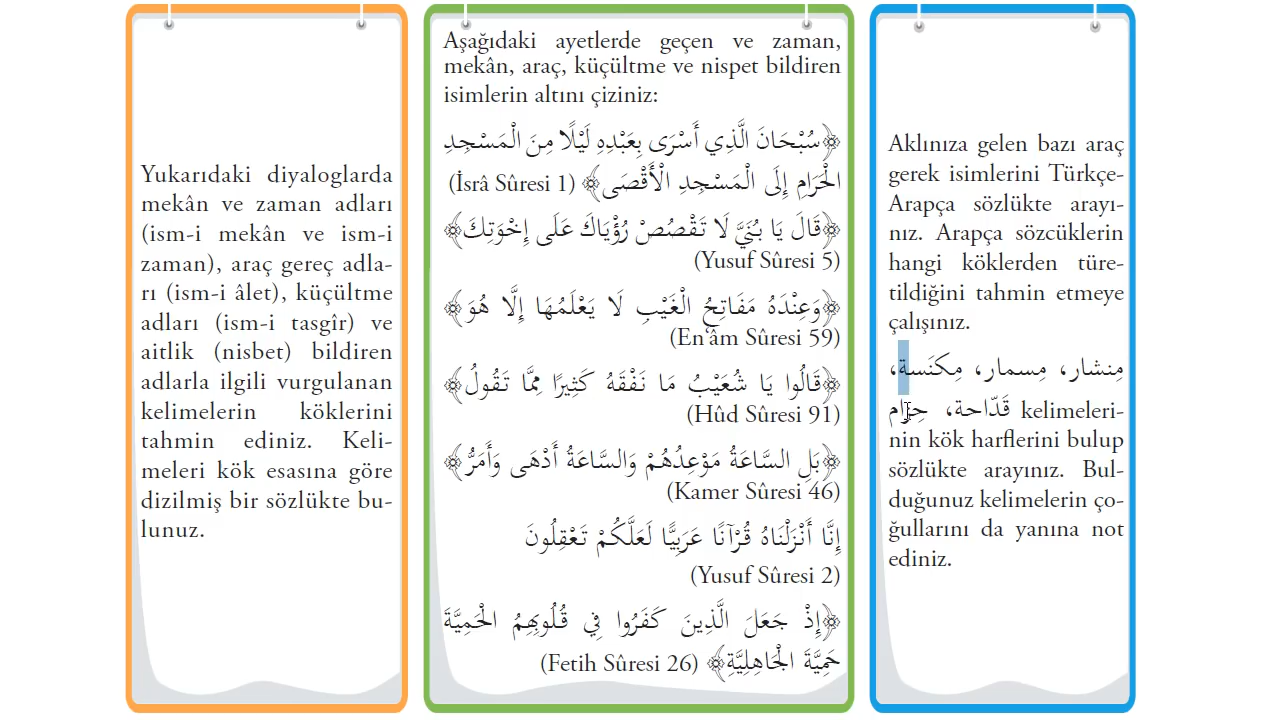 Yukarıdaki diyaloglarda
mekân ve zaman adları
(ism-i mekân ve ism-i
zaman), araç gereç adla-
rı (ism-i âlet), küçültme
adları (ism-i tasgîr) ve
aitlik (nisbet) bildiren
adlarla ilgili vurgulanan
kelimelerin köklerini
tahmin ediniz. Keli-
meleri kök esasına göre
dizilmiş bir sözlükte bu-
lunuz.
Aşağıdaki ayetlerde geçen ve zaman,
mekân, araç, küçültme ve nispet bildiren
isimlerin altını çiziniz:
﴿سُبْحَانَ الَّذِي أَسْرَى بِعَبْدِهِ لَيْلًا مِنَ الْمَسْجِدِ
الْحَرَامِ إِلَى الْمَسْجِدِ الْأَقْصَى﴾ (İsrâ Sûresi 1)
﴿قَالَ يَا بُنَيَّ لَا تَقْصُصْ رُؤْيَاكَ عَلَى إِخْوَتِكَ﴾
(Yusuf Sûresi 5)
﴿وَعِنْدَهُ مَفَاتِحُ الْغَيْبِ لَا يَعْلَمُهَا إِلَّا هُوَ﴾
(En‘âm Sûresi 59)
﴿قَالُوا يَا شُعَيْبُ مَا نَفْقَهُ كَثِيرًا مِمَّا تَقُولُ﴾
(Hûd Sûresi 91)
﴿بَلِ السَّاعَةُ مَوْعِدُهُمْ وَالسَّاعَةُ أَدْهَى وَأَمَرُّ﴾
(Kamer Sûresi 46)
إِنَّا أَنْزَلْنَاهُ قُرْآنًا عَرَبِيًّا لَعَلَّكُمْ تَعْقِلُونَ
(Yusuf Sûresi 2)
﴿إِذْ جَعَلَ الَّذِينَ كَفَرُوا فِي قُلُوبِهِمُ الْحَمِيَّةَ
حَمِيَّةَ الْجَاهِلِيَّةِ﴾ (Fetih Sûresi 26)
Aklınıza gelen bazı araç
gerek isimlerini Türkçe-
Arapça sözlükte arayı-
nız. Arapça sözcüklerin
hangi köklerden türe-
tildiğini tahmin etmeye
çalışınız.
مِنشار، مِسمار، مِكنَسة،
قَدّاحة، حِزام kelimeleri-
nin kök harflerini bulup
sözlükte arayınız. Bul-
duğunuz kelimelerin ço-
ğullarını da yanına not
ediniz.